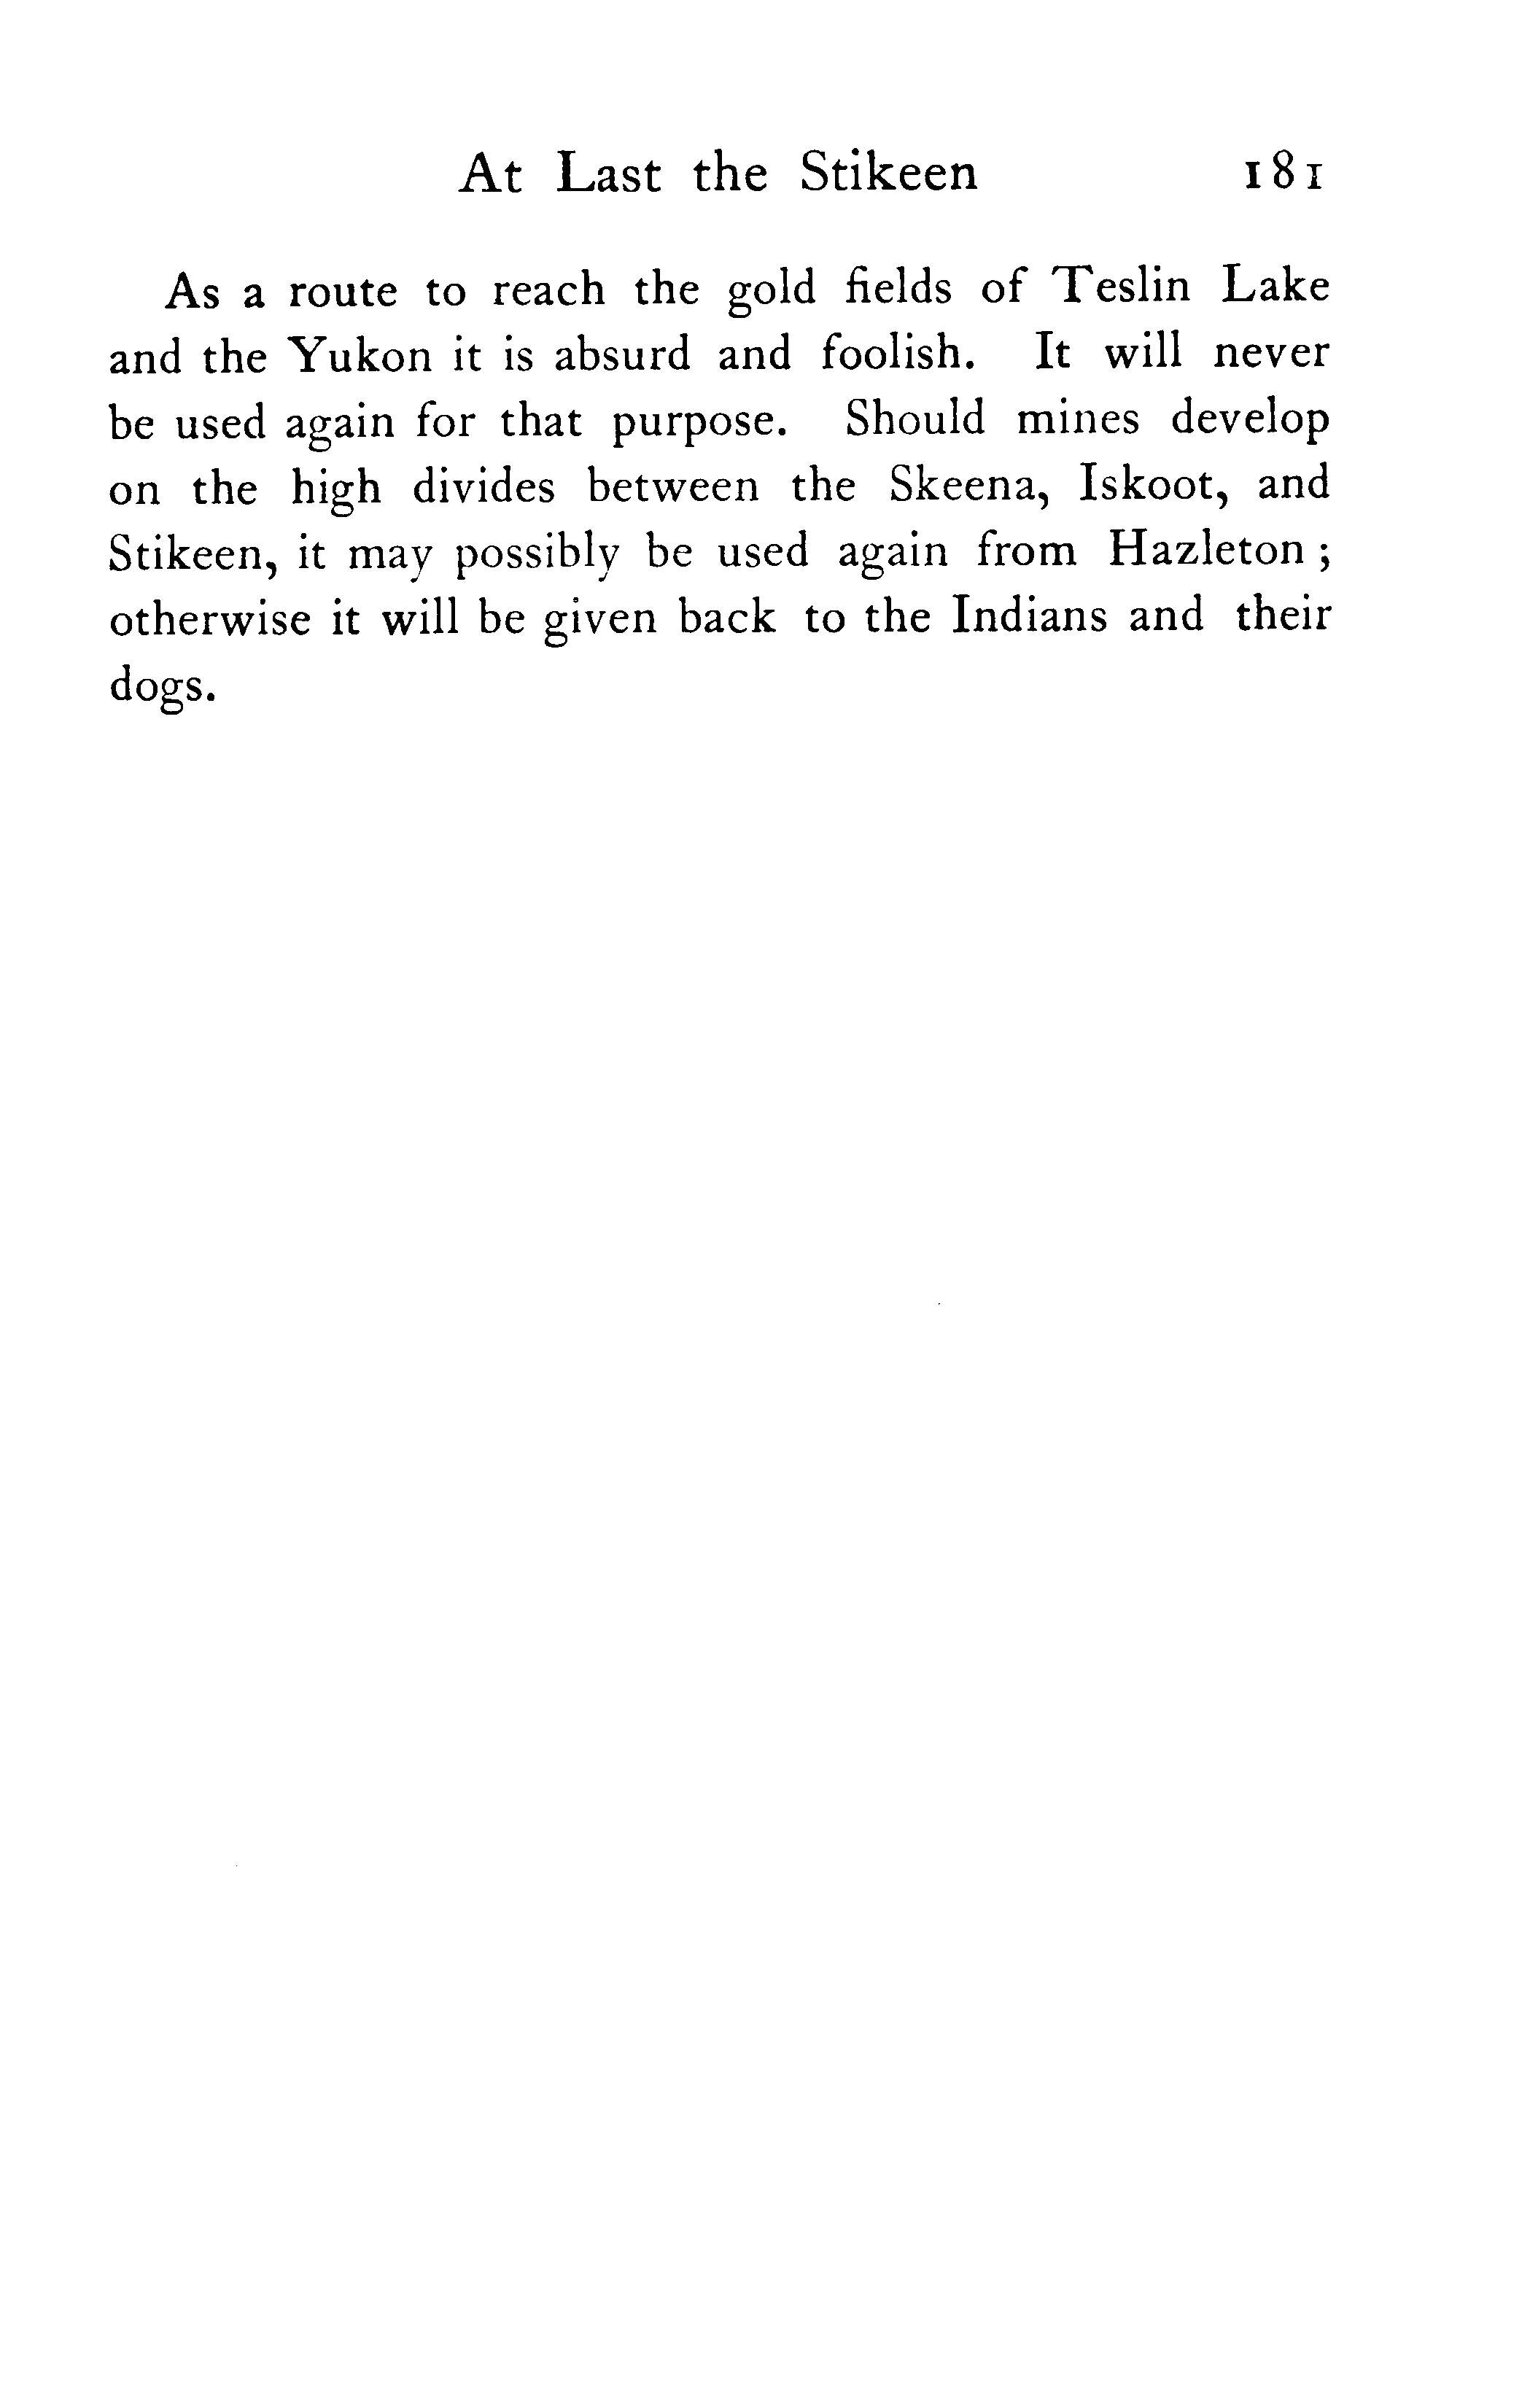 At Last the Stikeen 181
As a route to reach the gold fields of Teslin Lake
and the Yukon it is absurd and foolish. It will never
be used again for that purpose. Should mines develop
on the high divides between the Skeena, Iskoot, and
Stikeen, it may possibly be used again from Hazleton ;
otherwise it will be given back to the Indians and their
dogs.